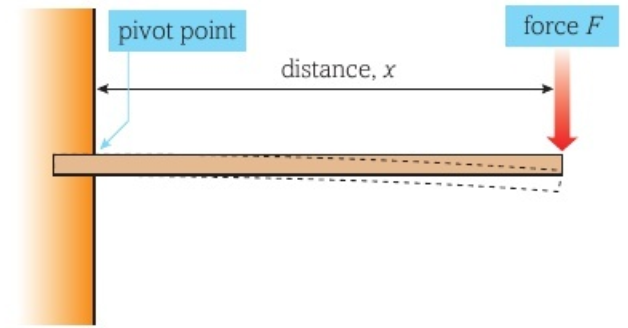 pivot point
force F
distance, x